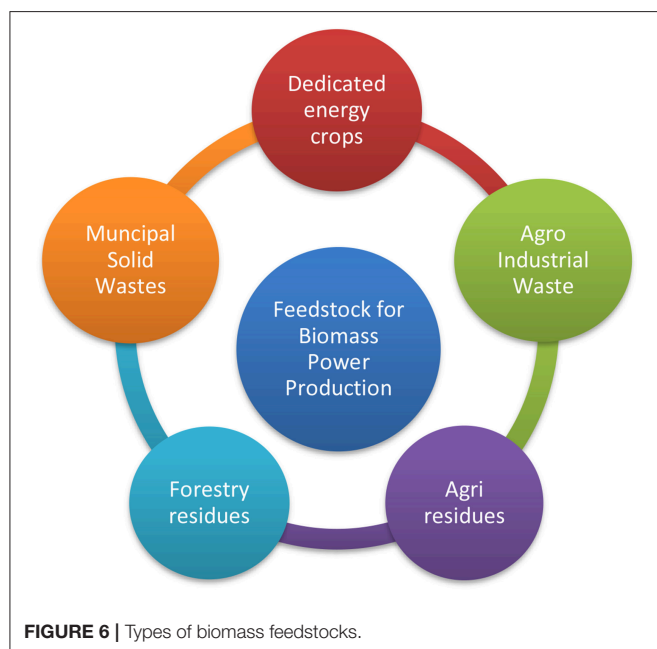 Dedicated
energy
crops
Agro
Industrial
Waste
Agri
residues
Forestry
residues
Muncipal
Solid
Wastes
Feedstock for
Biomass
Power
Production
FIGURE 6 | Types of biomass feedstocks.